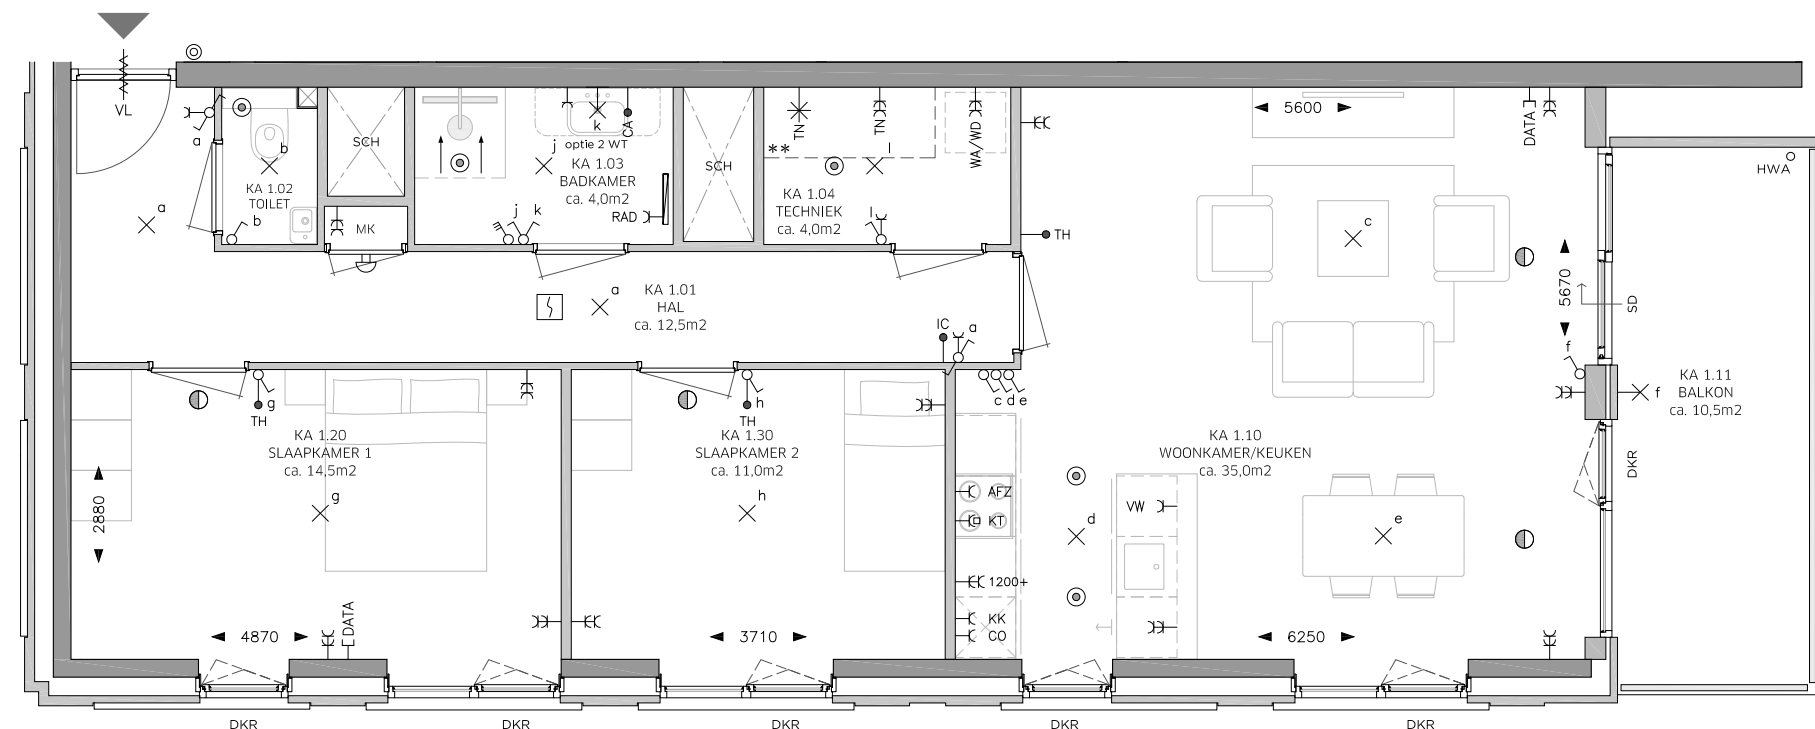 VL
a
a
b
KA 1.02
TOILET
b
SCH
MK
k
CA
j
optie 2 WT
KA 1.03
BADKAMER
ca. 4,0m2
RAD
j
k
SCH
TN
**
TN
l
WA/WD
KA 1.04
TECHNIEK
ca. 4,0m2
l
TH
5600
DATA
HWA
c
5670
SD
a
KA 1.01
HAL
ca. 12,5m2
IC
a
f
f
KA 1.11
BALKON
ca. 10,5m2
g
TH
h
TH
c d e
KA 1.20
SLAAPKAMER 1
ca. 14,5m2
KA 1.30
SLAAPKAMER 2
ca. 11,0m2
KA 1.10
WOONKAMER/KEUKEN
ca. 35,0m2
DKR
2880
g
h
AFZ
KT
d
VW
e
1200+
KK
CO
4870
DATA
3710
6250
DKR
DKR
DKR
DKR
DKR